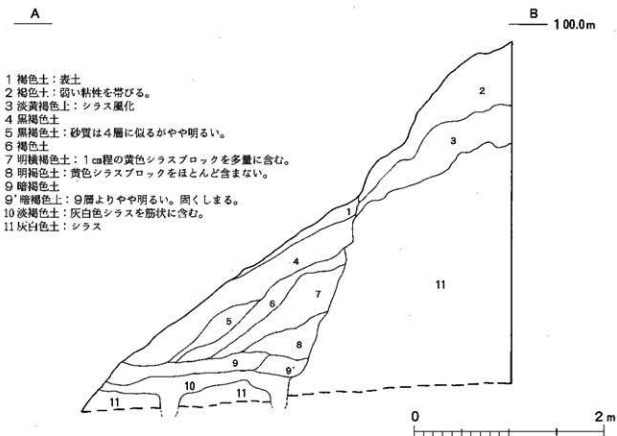 A
B
100.0m
1 褐色土：表土
2 褐色土：弱い粘性を帯びる。
3 淡黄褐色上：シラス風化
4 黒褐色土
5 黒褐色土：砂質は4層に似るがやや明るい。
6 褐色土
7 明横褐色土：1㎝程の黄色シラスブロックを多量に含む。
8 明褐色土：黄色シラスブロックをほとんど含まない。
9 暗褐色土
9' 暗褐色上：9層よりやや明るい。固くしまる。
10 淡褐色土：灰白色シラスを筋状に含む。
11 灰白色土：シラス
2
3
1
4
11
7
6
5
8
9
9'
10
11
11
0
2 m